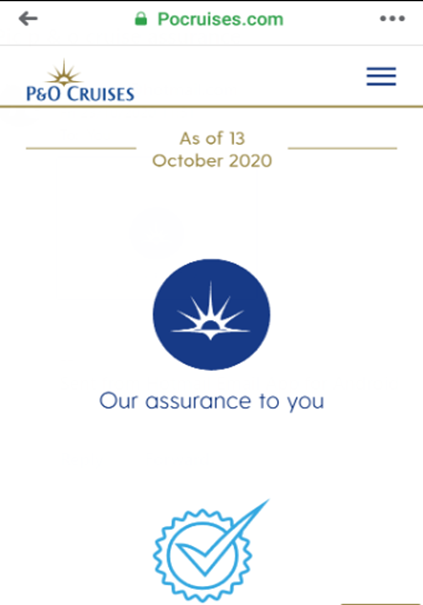 Pocruises.com
P&O CRUISES
As of 13
October 2020
Our assurance to you